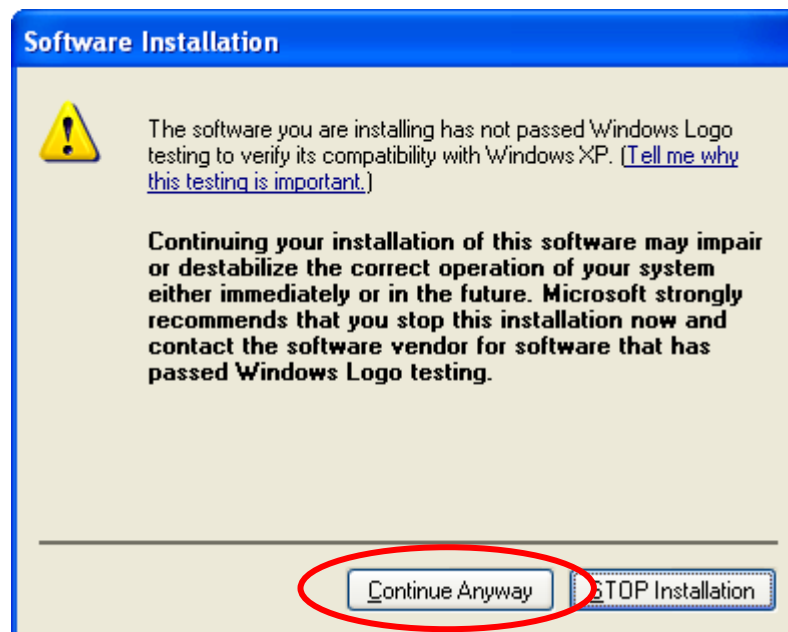 Software Installation
The software you are installing has not passed Windows Logo
testing to verify its compatibility with Windows XP. (Tell me why
this testing is important.)
Continuing your installation of this software may impair
or destabilize the correct operation of your system
either immediately or in the future. Microsoft strongly
recommends that you stop this installation now and
contact the software vendor for software that has
passed Windows Logo testing.
Continue Anyway
STOP Installation